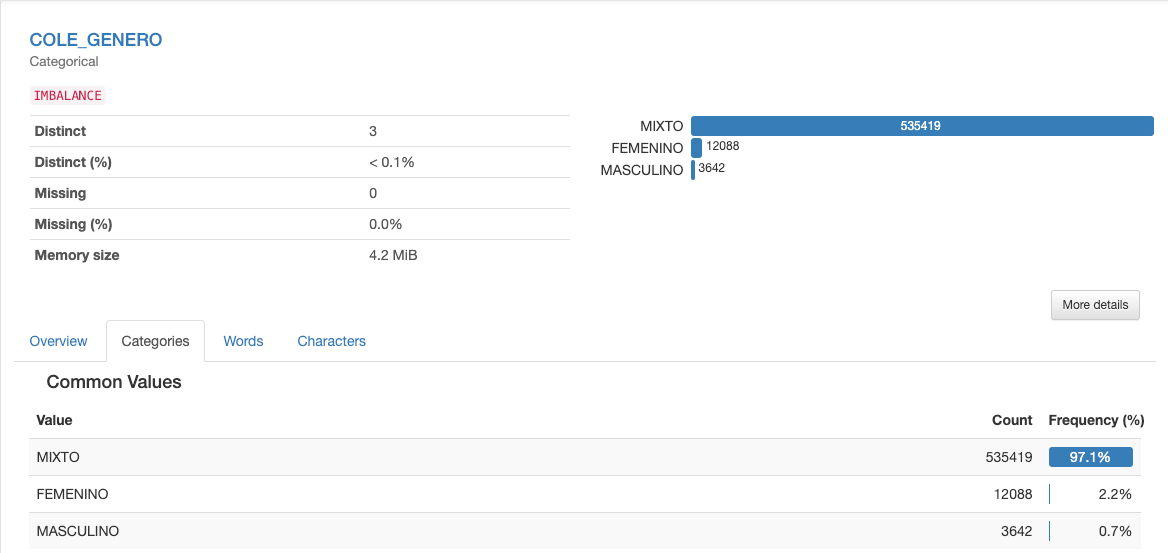 COLE_GENERO
Categorical
IMBALANCE
Distinct 3
Distinct (%) < 0.1%
Missing 0
Missing (%) 0.0%
Memory size 4.2 MiB
MIXTO 535419
FEMENINO 12088
MASCULINO 3642
More details
Overview Categories Words Characters
Common Values
Value Count Frequency (%)
MIXTO 535419 97.1%
FEMENINO 12088 2.2%
MASCULINO 3642 0.7%